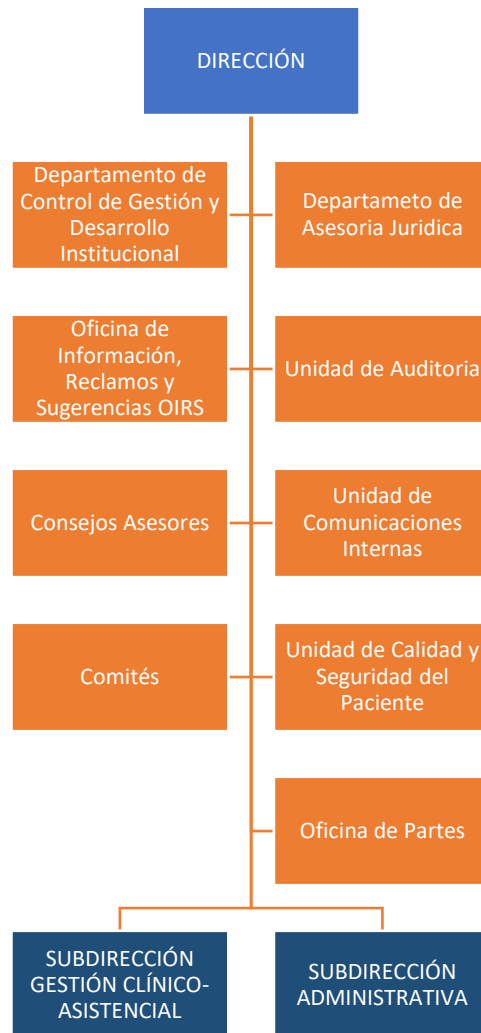 DIRECCIÓN
Departamento de
Control de Gestión y
Desarrollo
Institucional
Departameto de
Asesoria Juridica
Oficina de
Información,
Reclamos y
Sugerencias OIRS
Unidad de Auditoria
Consejos Asesores
Unidad de
Comunicaciones
Internas
Comités
Unidad de Calidad y
Seguridad del
Paciente
Oficina de Partes
SUBDIRECCIÓN
GESTIÓN CLÍNICO-
ASISTENCIAL
SUBDIRECCIÓN
ADMINISTRATIVA